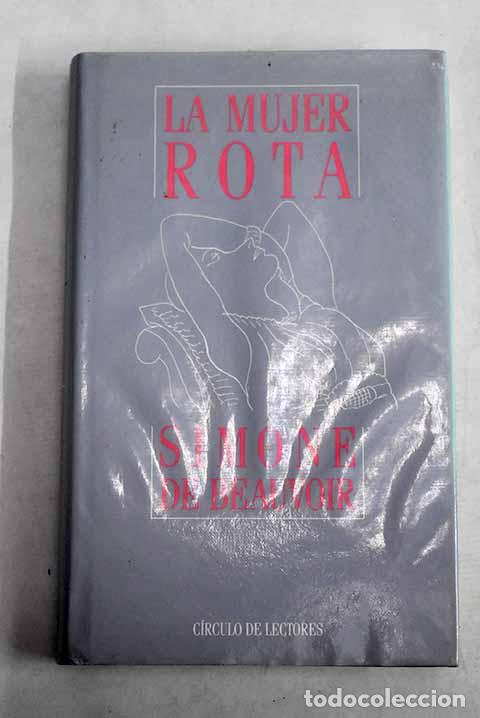 LA MUJER
ROTA
SIMONE
DE BEAUVOIR
CÍRCULO DE LECTORES
todocoleccion